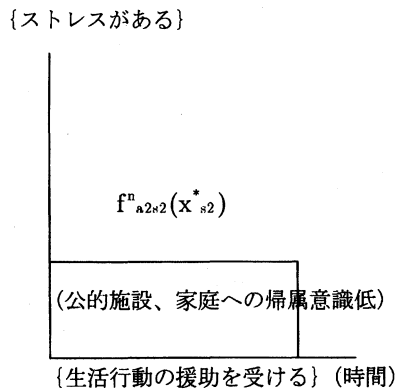 {ストレスがある}
fⁿₐ₂ₛ₂(x*ₛ₂)
(公的施設、家庭への帰属意識低)
{生活行動の援助を受ける}(時間)